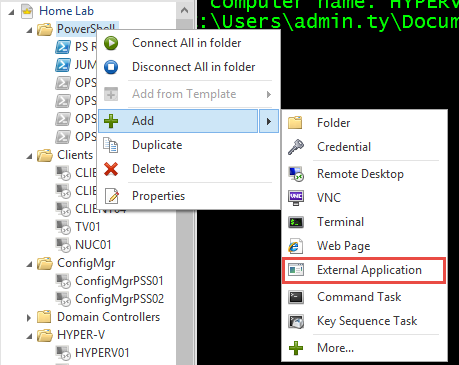 Home Lab
PowerShell
PS R
JUM
OPS
OPS
OPS
OPS
Clients
CLIE
CLIE
CLIENT04
TV01
NUC01
ConfigMgr
ConfigMgrPSS01
ConfigMgrPSS02
Domain Controllers
HYPER-V
HYPERV01
computer name: HYPERV
:\Users\admin.ty\Docum
Connect All in folder
Disconnect All in folder
Add from Template
Add
Duplicate
Delete
Properties
Folder
Credential
Remote Desktop
VNC
Terminal
Web Page
External Application
Command Task
Key Sequence Task
More...